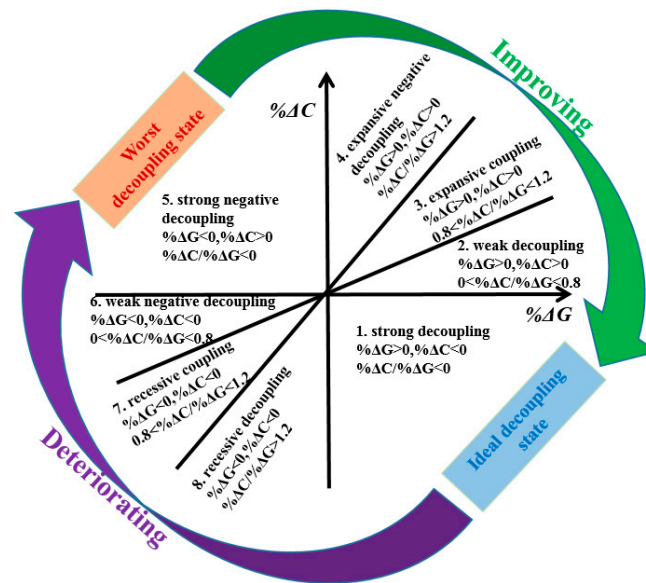 Improving
Worst
decoupling state
%ΔC
4. expansive negative
decoupling
%ΔG>0,%ΔC>0
%ΔC/%ΔG>1.2
3. expansive coupling
%ΔG>0,%ΔC>0
0.8<%ΔC/%ΔG<1.2
5. strong negative
decoupling
%ΔG<0,%ΔC>0
%ΔC/%ΔG<0
2. weak decoupling
%ΔG>0,%ΔC>0
0<%ΔC/%ΔG<0.8
%ΔG
6. weak negative decoupling
%ΔG<0,%ΔC<0
0<%ΔC/%ΔG<0.8
1. strong decoupling
%ΔG>0,%ΔC<0
%ΔC/%ΔG<0
7. recessive coupling
%ΔG<0,%ΔC<0
0.8<%ΔC/%ΔG<1.2
8. recessive decoupling
%ΔG<0,%ΔC<0
%ΔC/%ΔG>1.2
Ideal decoupling
state
Deteriorating